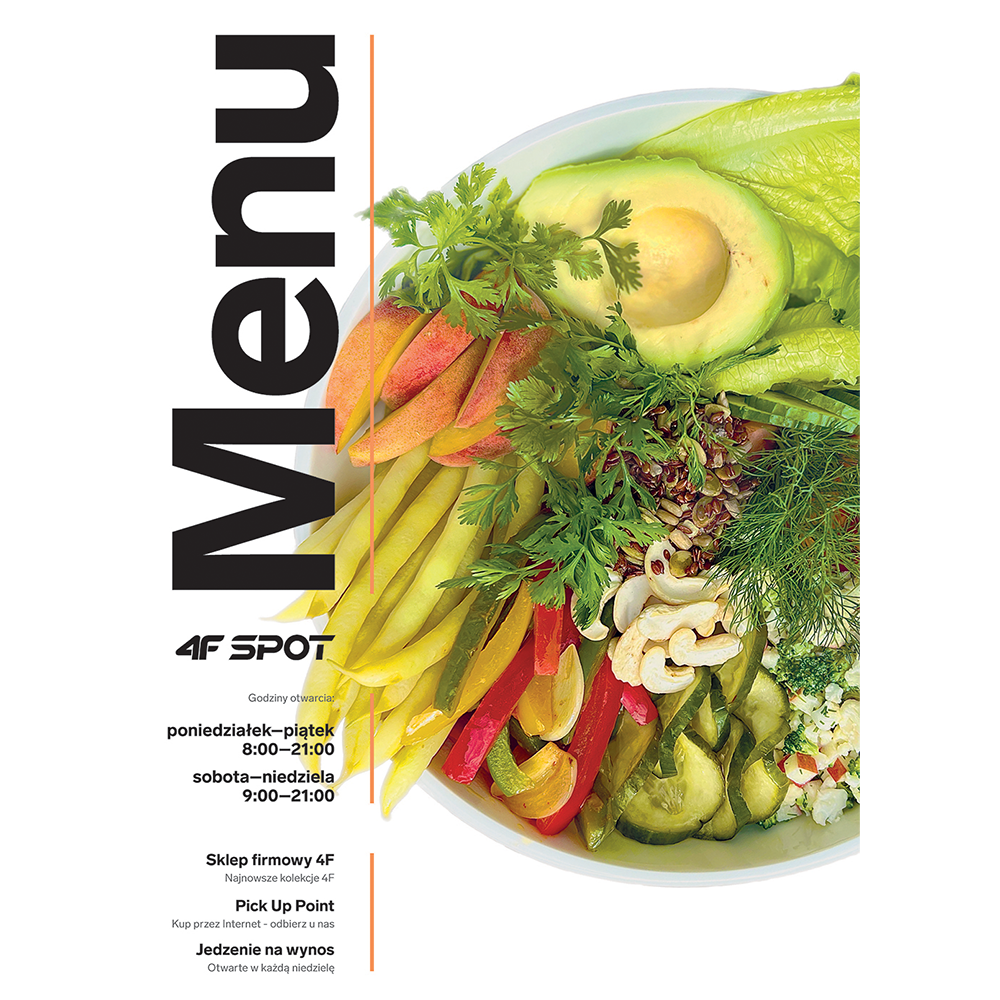 Menu
4F SPOT
Godziny otwarcia:
poniedziałek–piątek
8:00–21:00
sobota–niedziela
9:00–21:00
Sklep firmowy 4F
Najnowsze kolekcje 4F
Pick Up Point
Kup przez Internet - odbierz u nas
Jedzenie na wynos
Otwarte w każdą niedzielę